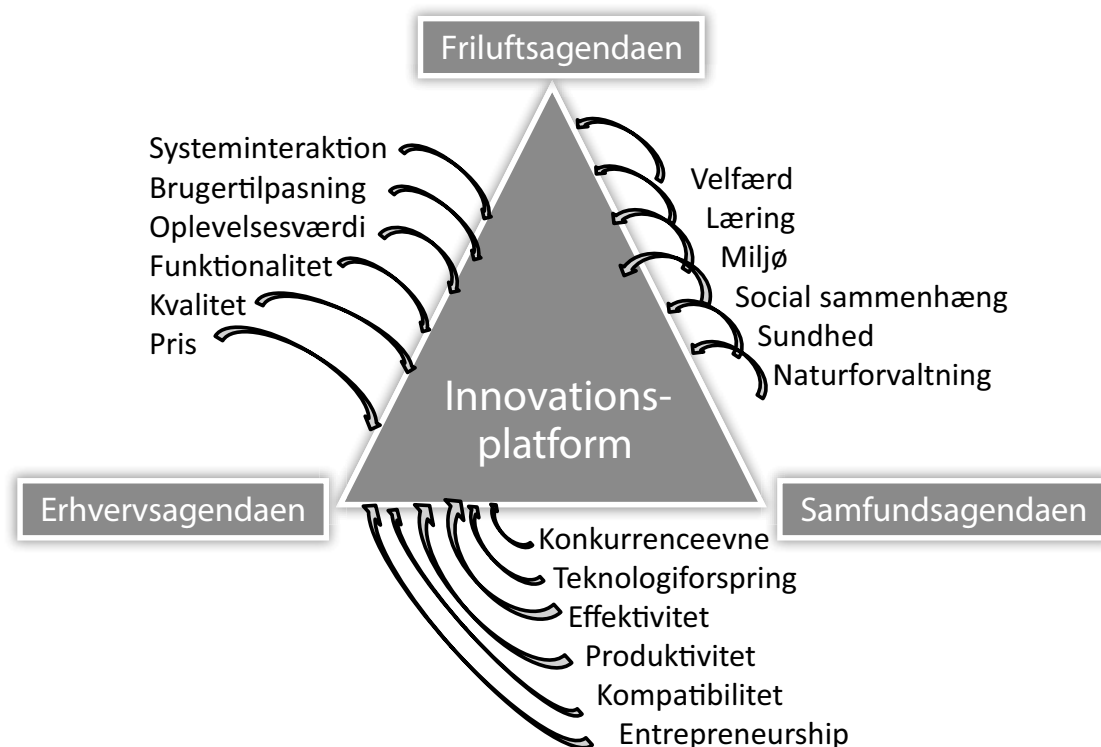 Friluftsagendaen
Systeminteraktion
Brugertilpasning
Oplevelsesværdi
Funktionalitet
Kvalitet
Pris
Velfærd
Læring
Miljø
Social sammenhæng
Sundhed
Naturforvaltning
Innovations-
platform
Erhvervsagendaen
Samfundsagendaen
Konkurrenceevne
Teknologiforspring
Effektivitet
Produktivitet
Kompatibilitet
Entrepreneurship